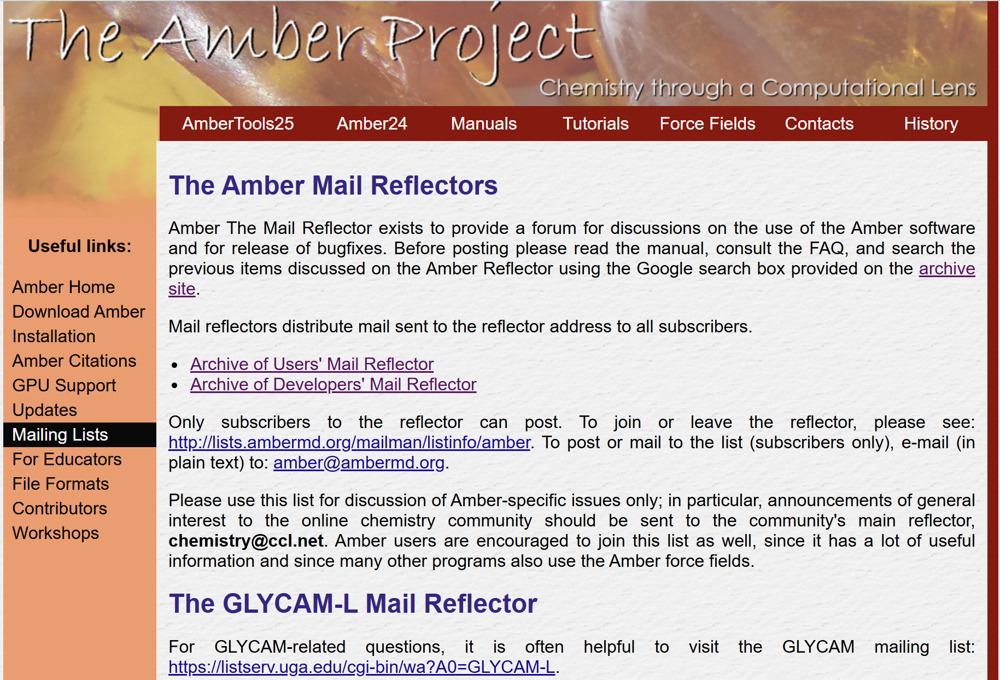 The Amber Project
Chemistry through a Computational Lens
AmberTools25 Amber24 Manuals Tutorials Force Fields Contacts History
Useful links:
Amber Home
Download Amber
Installation
Amber Citations
GPU Support
Updates
Mailing Lists
For Educators
File Formats
Contributors
Workshops
The Amber Mail Reflectors
Amber The Mail Reflector exists to provide a forum for discussions on the use of the Amber software
and for release of bugfixes. Before posting please read the manual, consult the FAQ, and search the
previous items discussed on the Amber Reflector using the Google search box provided on the archive
site.
Mail reflectors distribute mail sent to the reflector address to all subscribers.
• Archive of Users' Mail Reflector
• Archive of Developers' Mail Reflector
Only subscribers to the reflector can post. To join or leave the reflector, please see:
http://lists.ambermd.org/mailman/listinfo/amber. To post or mail to the list (subscribers only), e-mail (in
plain text) to: amber@ambermd.org.
Please use this list for discussion of Amber-specific issues only; in particular, announcements of general
interest to the online chemistry community should be sent to the community's main reflector,
chemistry@ccl.net. Amber users are encouraged to join this list as well, since it has a lot of useful
information and since many other programs also use the Amber force fields.
The GLYCAM-L Mail Reflector
For GLYCAM-related questions, it is often helpful to visit the GLYCAM mailing list:
https://listserv.uga.edu/cgi-bin/wa?A0=GLYCAM-L.